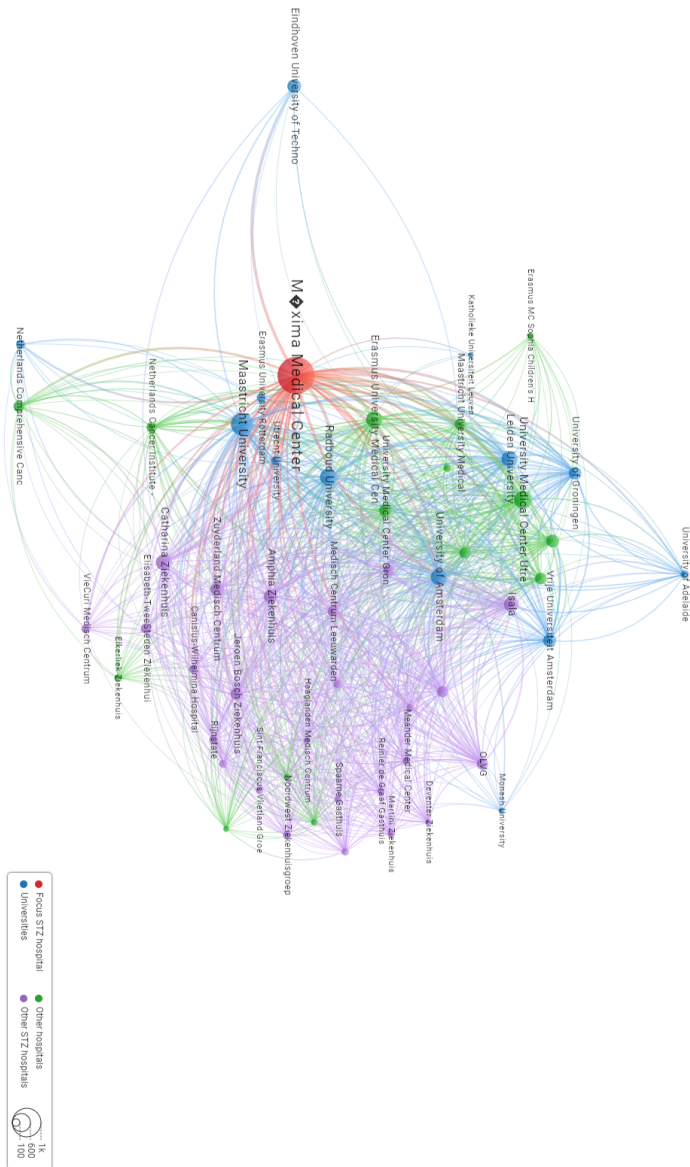 Eindhoven University of Techno
M�xima Medical Center
Erasmus MC Sophia Children's H
Katholieke Universiteit Leuven
Netherlands Comprehensive Canc
Erasmus University Rotterdam
Erasmus University Medical Cen
Maastricht University Medical
Netherlands Cancer Institute -
Maastricht University
Leiden University
University Medical Center Utre
University of Groningen
Utrecht University
Radboud University
University Medical Center Gron
Catharina Ziekenhuis
Zuyderland Medisch Centrum
University of Amsterdam
University of Adelaide
Medisch Centrum Leeuwarden
Amphia Ziekenhuis
Elisabeth-TweeSteden Ziekenhui
VieCuri Medisch Centrum
Vrije Universiteit Amsterdam
Isala
Canisius-Wilhelmina Hospital
Jeroen Bosch Ziekenhuis
Elkerliek Ziekenhuis
Haaglanden Medisch Centrum
Meander Medical Center
Rijnstate
Sint Franciscus Vlietland Groe
Reinier de Graaf Gasthuis
OLVG
Spaarne Gasthuis
Noordwest Ziekenhuisgroep
Monash University
Deventer Ziekenhuis
Martini Ziekenhuis
Focus STZ hospital
Other hospitals
Universities
Other STZ hospitals
1k
600
100